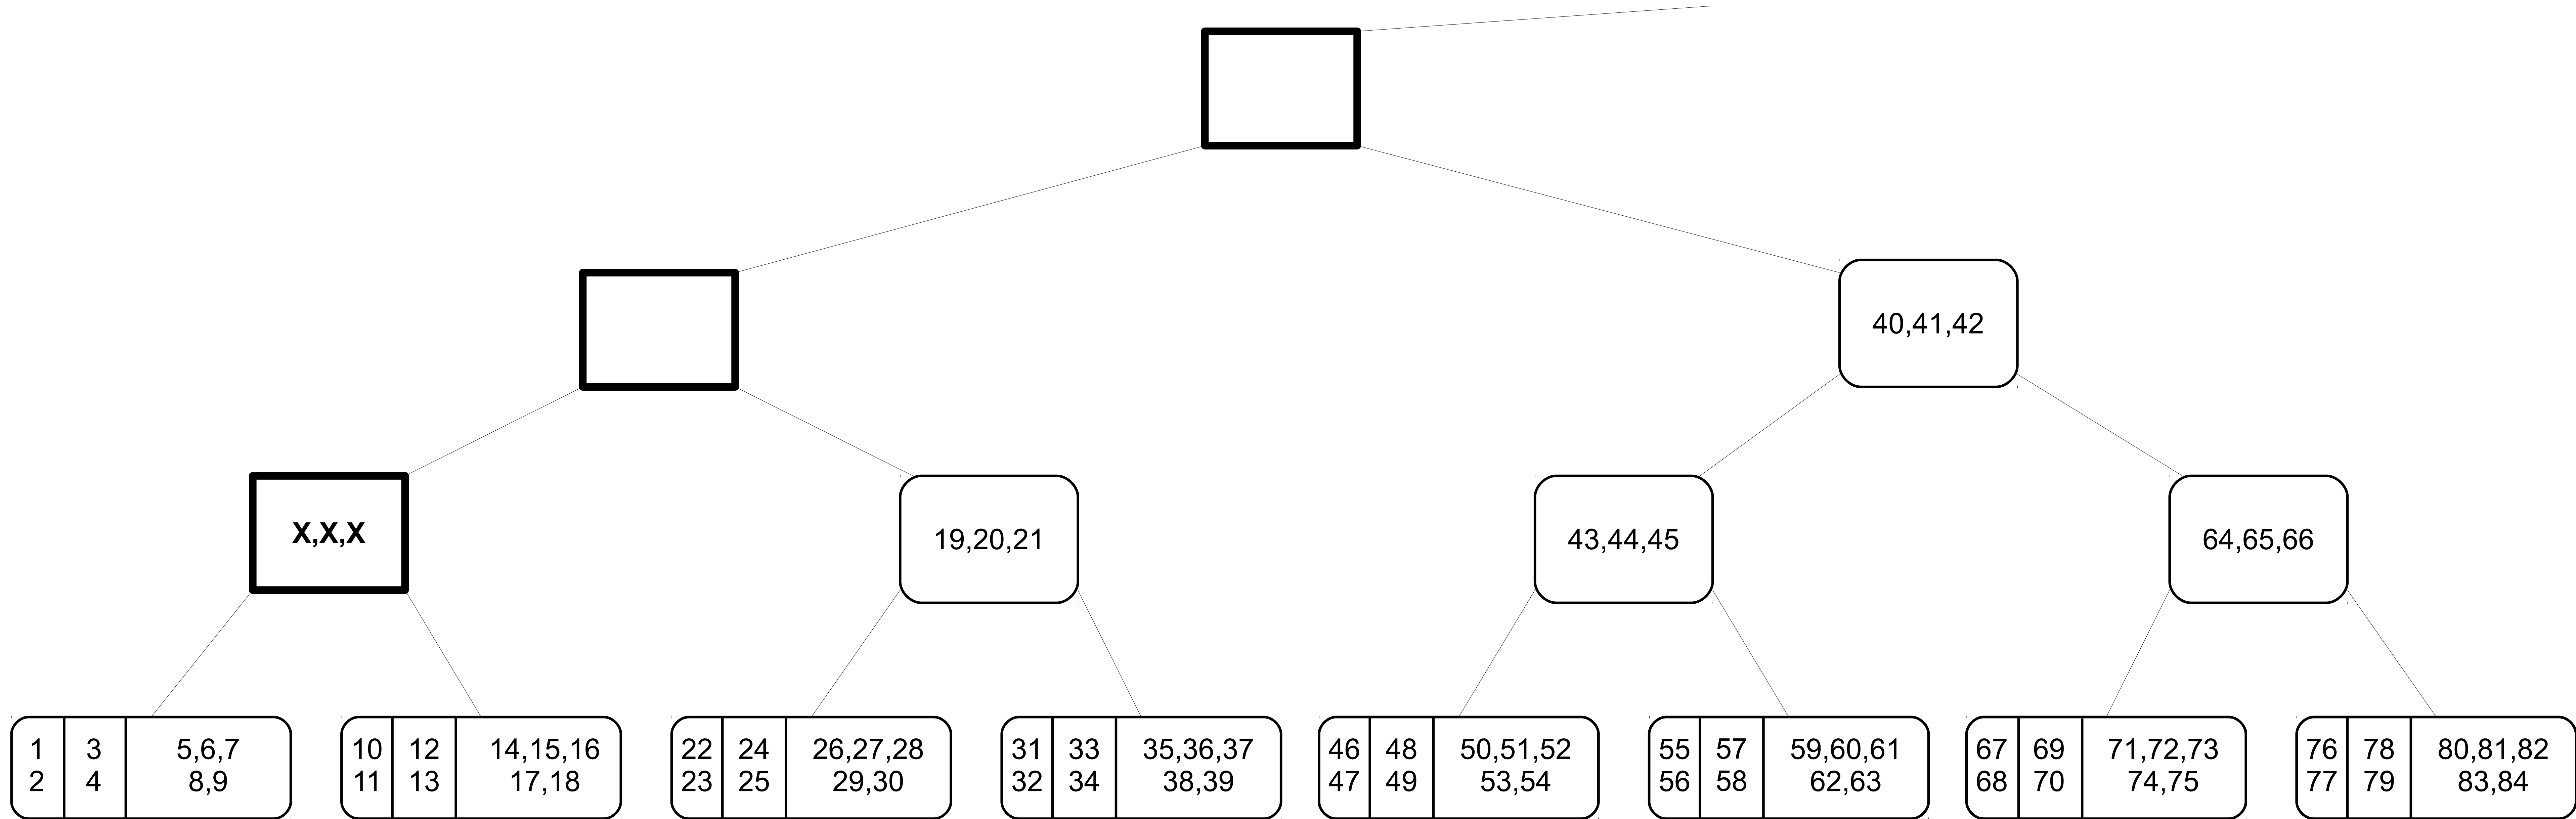 40,41,42
X,X,X
19,20,21
43,44,45
64,65,66
1 3 5,6,7
2 4 8,9
10 12 14,15,16
11 13 17,18
22 24 26,27,28
23 25 29,30
31 33 35,36,37
32 34 38,39
46 48 50,51,52
47 49 53,54
55 57 59,60,61
56 58 62,63
67 69 71,72,73
68 70 74,75
76 78 80,81,82
77 79 83,84